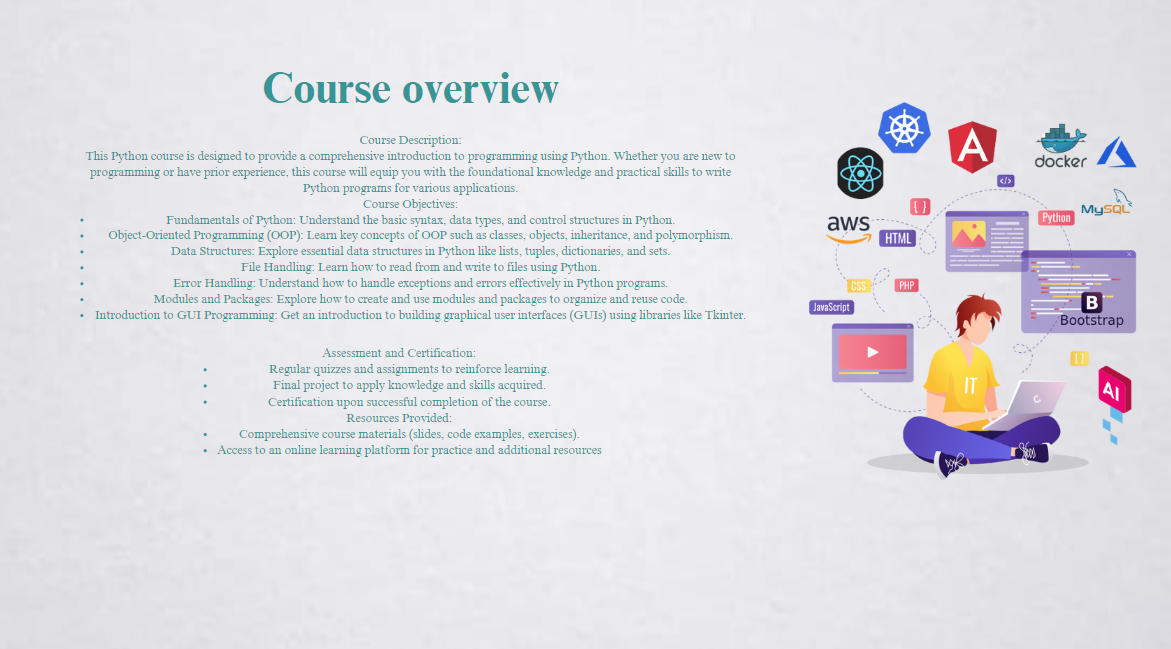 Course overview
Course Description:
This Python course is designed to provide a comprehensive introduction to programming using Python. Whether you are new to
programming or have prior experience, this course will equip you with the foundational knowledge and practical skills to write
Python programs for various applications.
Course Objectives:
• Fundamentals of Python: Understand the basic syntax, data types, and control structures in Python.
• Object-Oriented Programming (OOP): Learn key concepts of OOP such as classes, objects, inheritance, and polymorphism.
• Data Structures: Explore essential data structures in Python like lists, tuples, dictionaries, and sets.
• File Handling: Learn how to read from and write to files using Python.
• Error Handling: Understand how to handle exceptions and errors effectively in Python programs.
• Modules and Packages: Explore how to create and use modules and packages to organize and reuse code.
• Introduction to GUI Programming: Get an introduction to building graphical user interfaces (GUIs) using libraries like Tkinter.
Assessment and Certification:
• Regular quizzes and assignments to reinforce learning.
• Final project to apply knowledge and skills acquired.
• Certification upon successful completion of the course.
Resources Provided:
• Comprehensive course materials (slides, code examples, exercises).
• Access to an online learning platform for practice and additional resources
A
docker
</>
{ }
Python
MySQL
aws
HTML
CSS
PHP
JavaScript
B
Bootstrap
[ ]
IT
AI